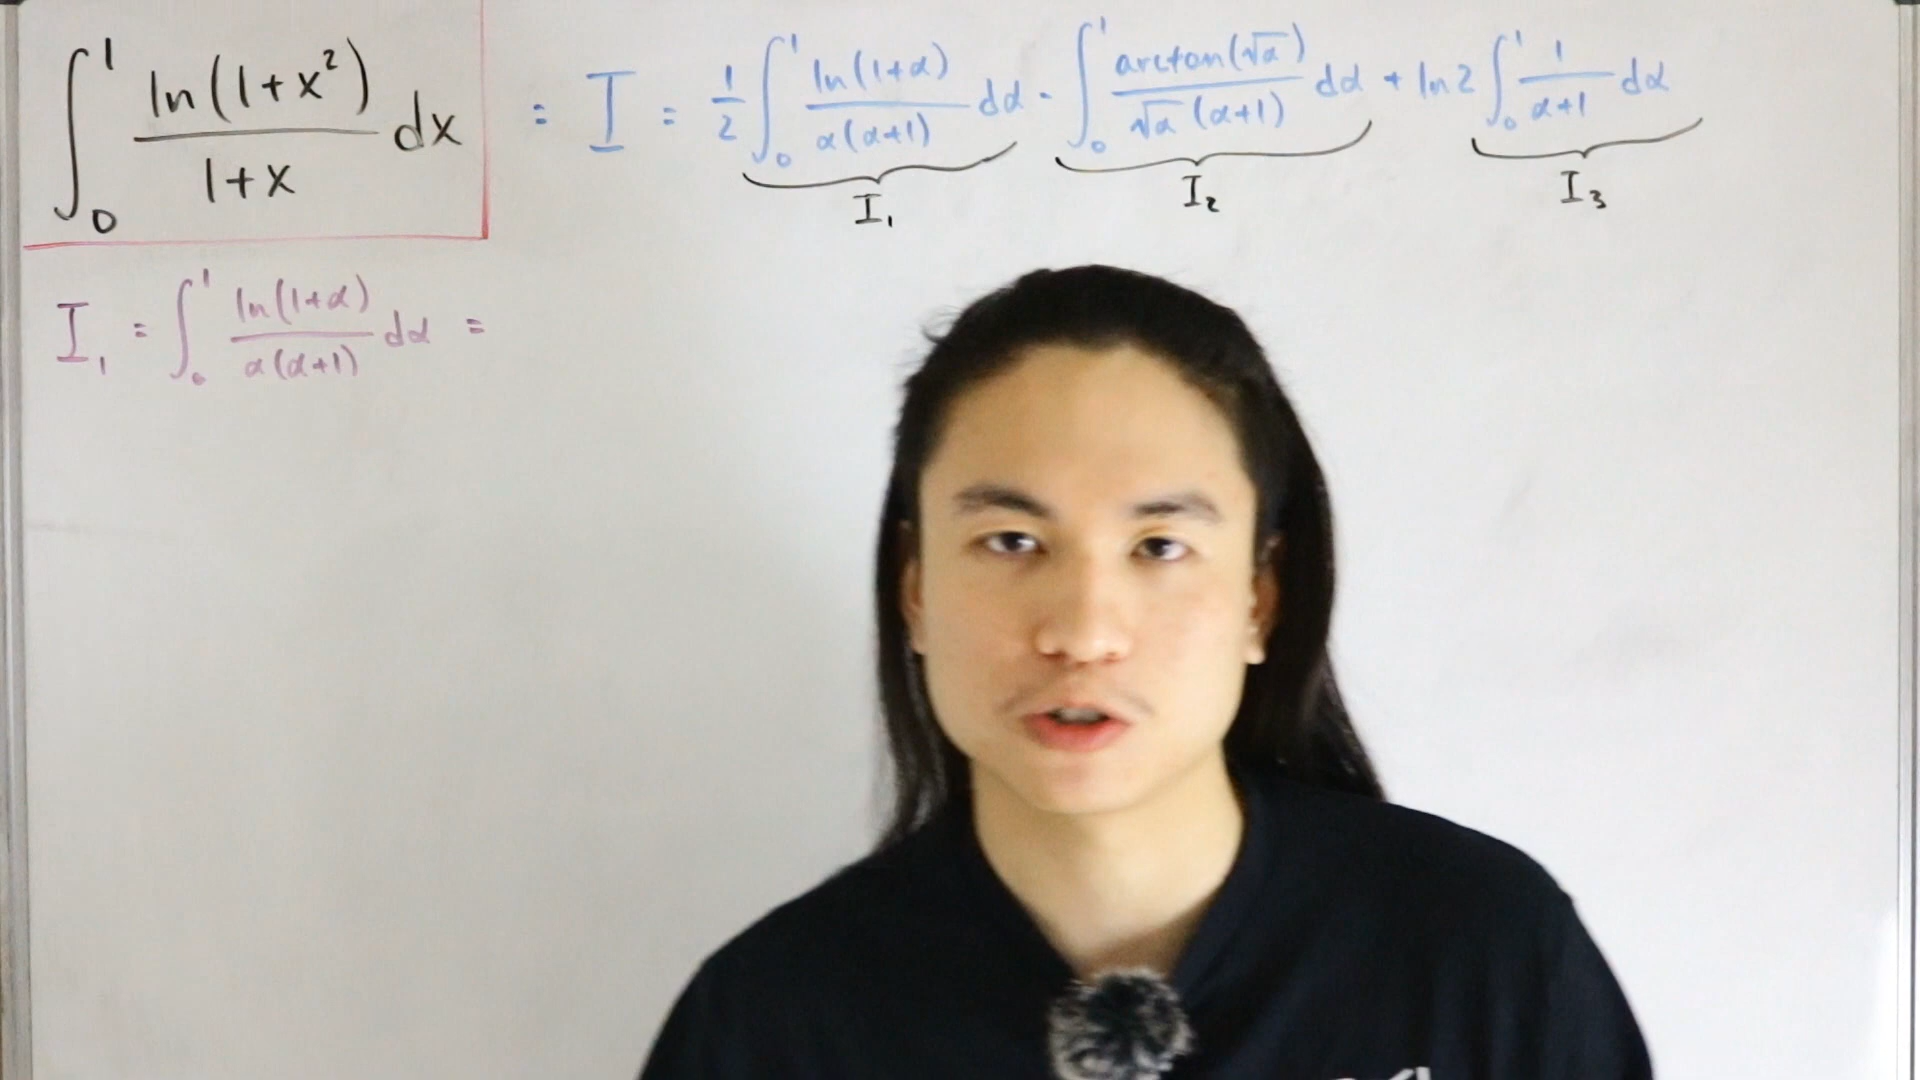 ∫₀¹ ln(1+x²)/(1+x) dx = I = 1/2 ∫₀¹ ln(1+α)/(α(α+1)) dα - ∫₀¹ arctan(√α)/(√α(α+1)) dα + ln2 ∫₀¹ 1/(α+1) dα
I₁ I₂ I₃
I₁ = ∫₀¹ ln(1+α)/(α(α+1)) dα =